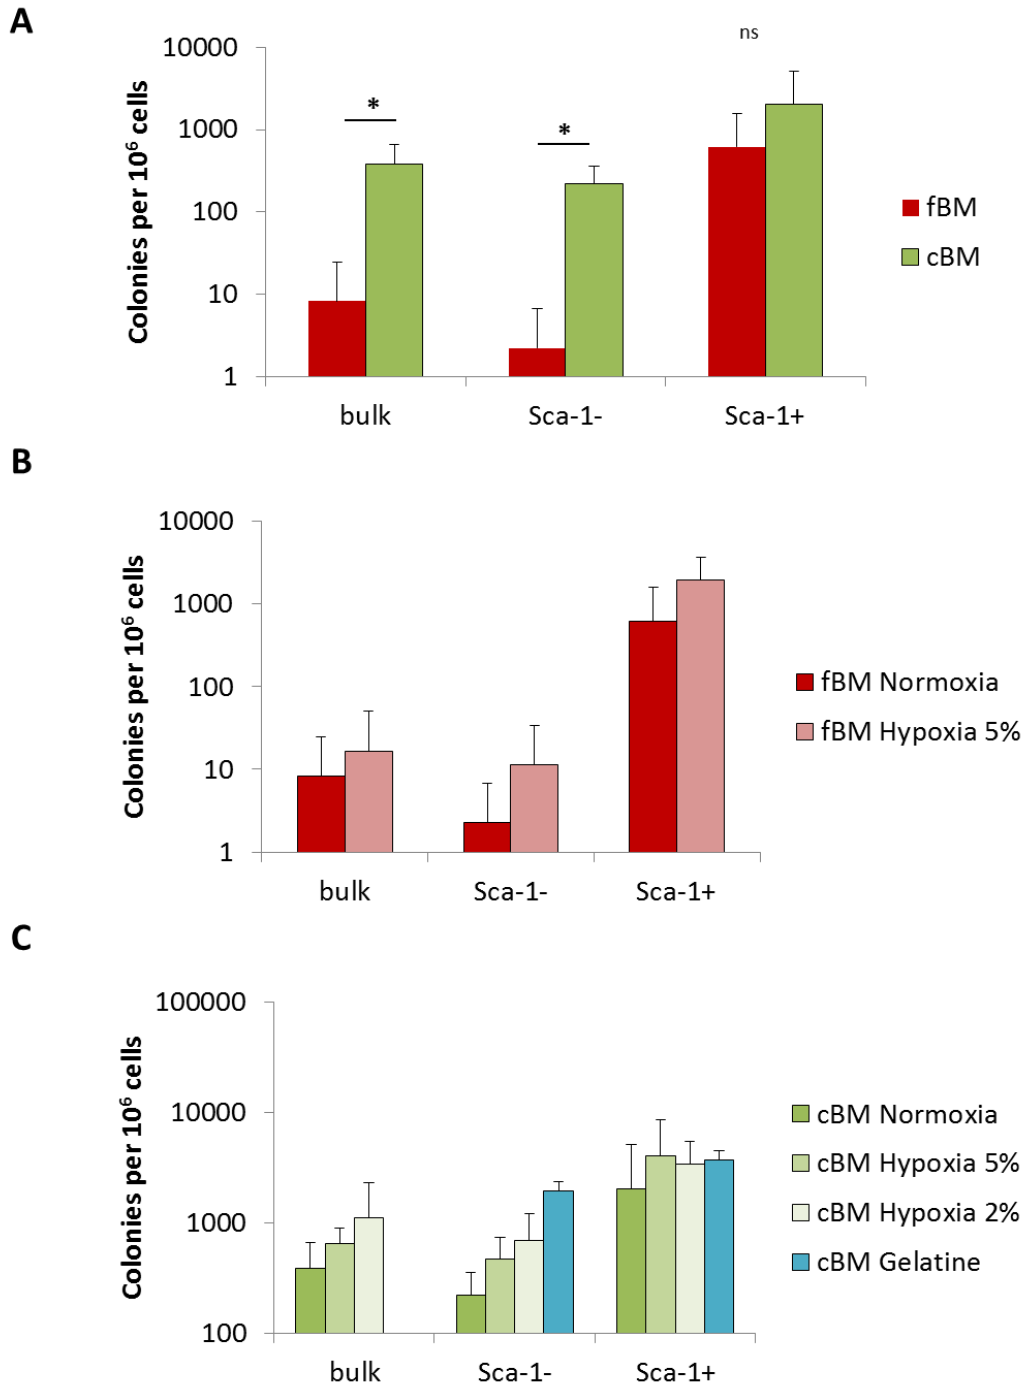 A
Colonies per 10⁶ cells
10000
1000
100
10
1
*
*
ns
bulk
Sca-1-
Sca-1+
fBM
cBM
B
Colonies per 10⁶ cells
10000
1000
100
10
1
bulk
Sca-1-
Sca-1+
fBM Normoxia
fBM Hypoxia 5%
C
Colonies per 10⁶ cells
100000
10000
1000
100
bulk
Sca-1-
Sca-1+
cBM Normoxia
cBM Hypoxia 5%
cBM Hypoxia 2%
cBM Gelatine